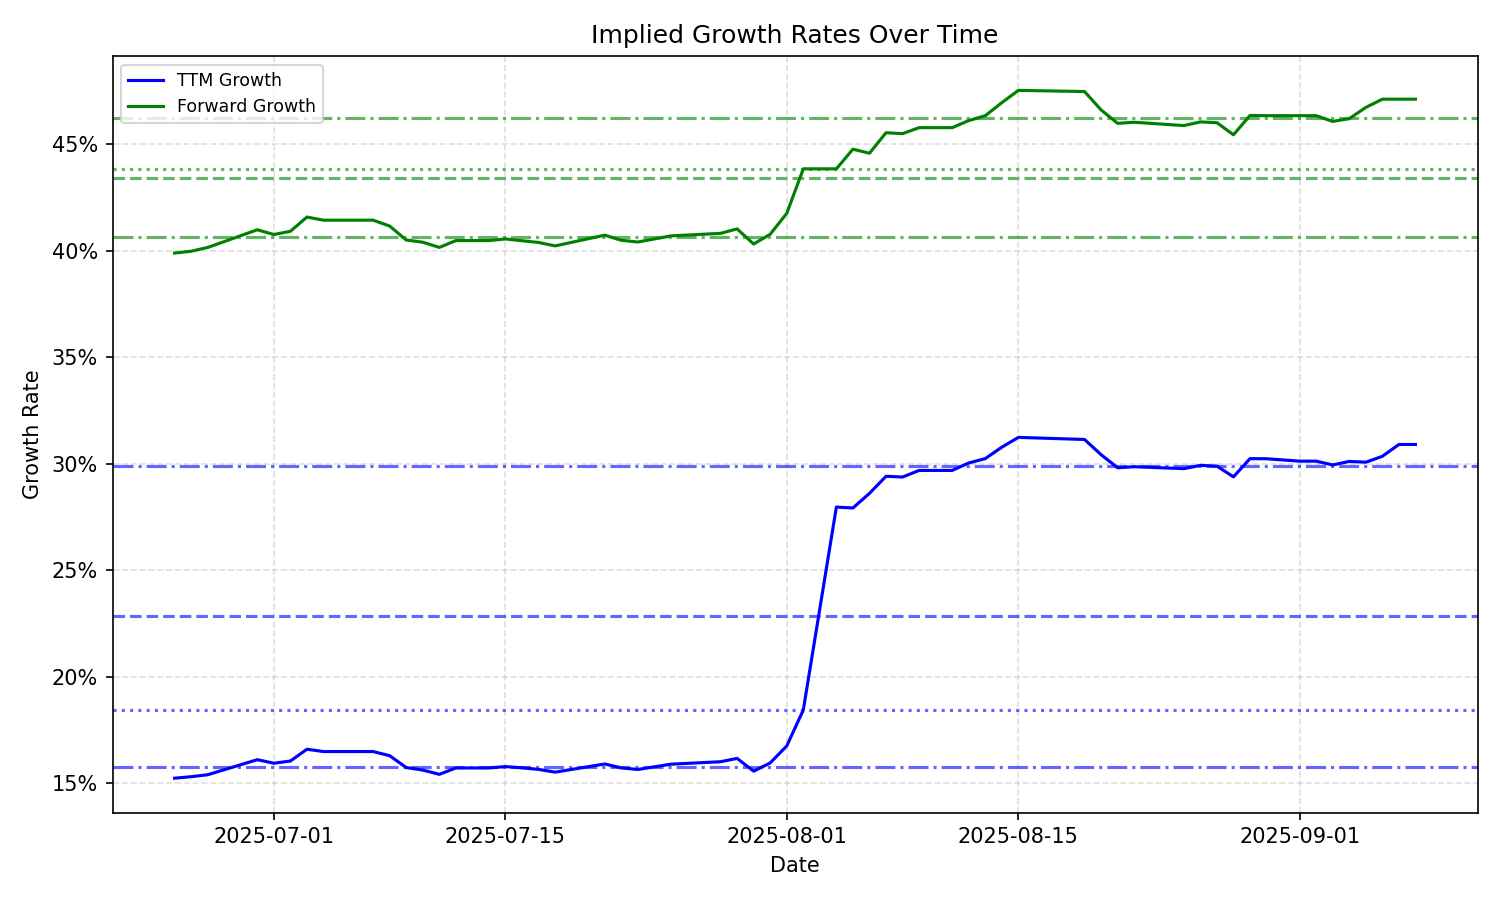 Implied Growth Rates Over Time
TTM Growth
Forward Growth
45%
40%
35%
30%
25%
20%
15%
Growth Rate
2025-07-01
2025-07-15
2025-08-01
2025-08-15
2025-09-01
Date